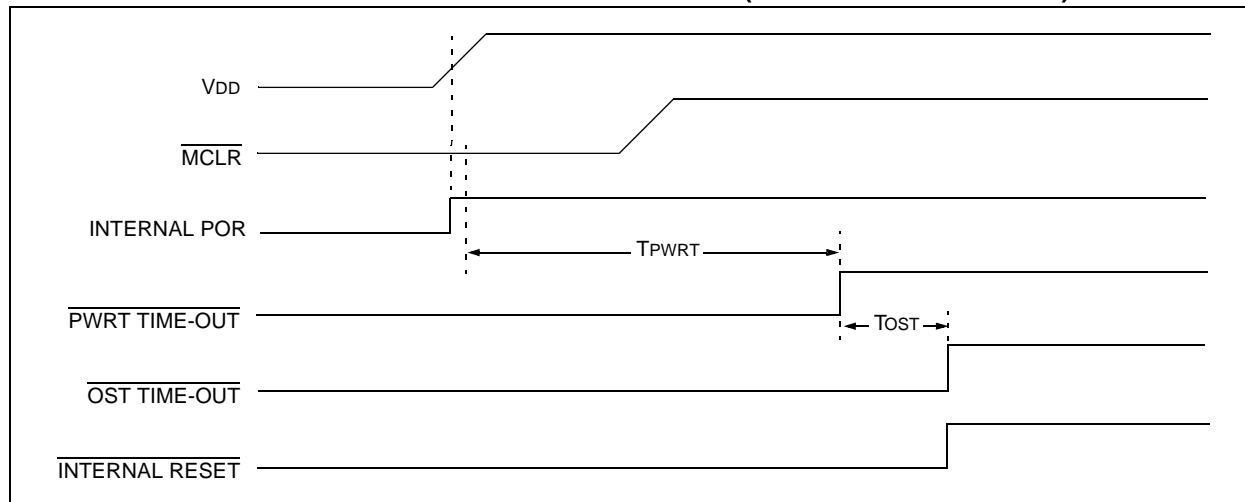 VDD
MCLR
INTERNAL POR
TPWRT
PWRT TIME-OUT
TOST
OST TIME-OUT
INTERNAL RESET